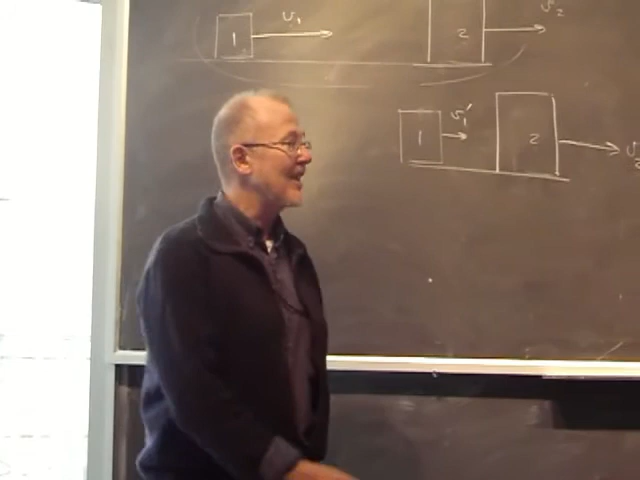 1 v₁ 2 v₂
1 v₁' 2 v₂